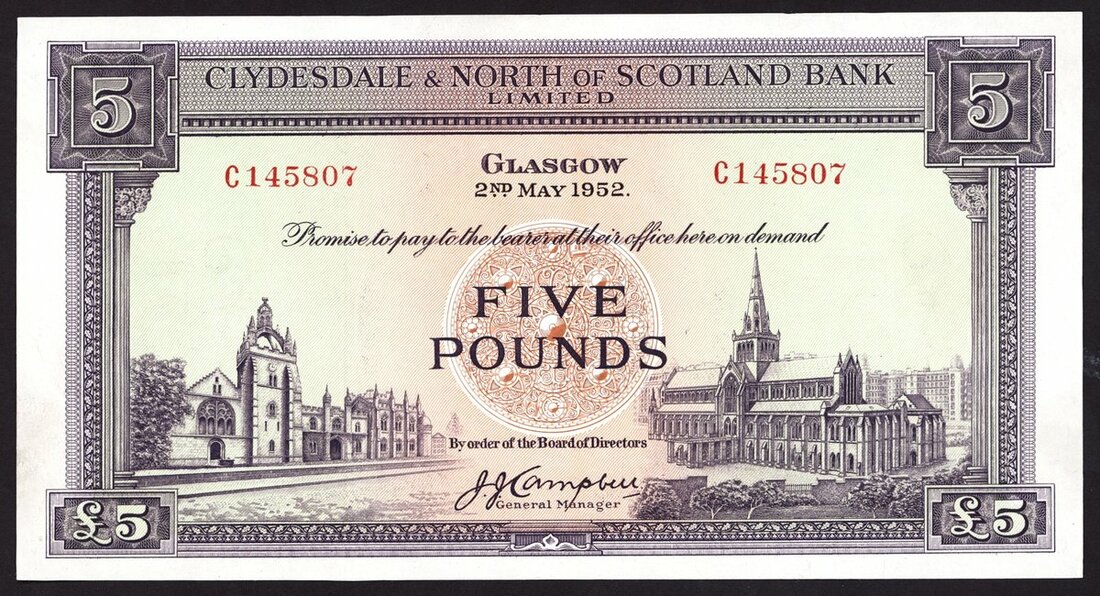 5
5
CLYDESDALE & NORTH OF SCOTLAND BANK
LIMITED
GLASGOW
2ND MAY 1952.
C145807
C145807
Promise to pay to the bearer at their office here on demand
FIVE
POUNDS
By order of the Board of Directors
J.J. Campbell
General Manager
£5
£5